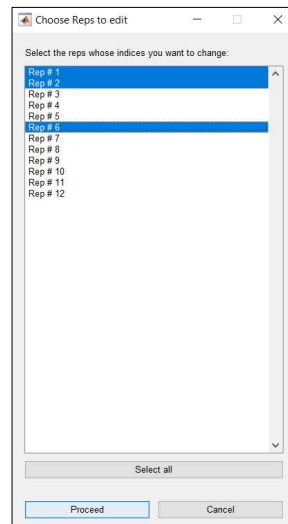 Choose Reps to edit
Select the reps whose indices you want to change:
Rep # 1
Rep # 2
Rep # 3
Rep # 4
Rep # 5
Rep # 6
Rep # 7
Rep # 8
Rep # 9
Rep # 10
Rep # 11
Rep # 12
Select all
Proceed Cancel